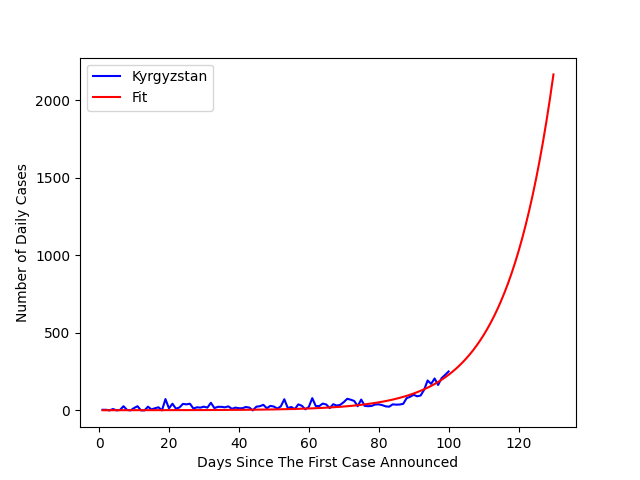 Kyrgyzstan
Fit
2000
1500
1000
500
0
Number of Daily Cases
0 20 40 60 80 100 120
Days Since The First Case Announced